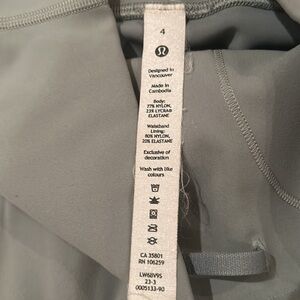 4
Designed in
Vancouver
Made in
Cambodia
Body:
77% NYLON,
23% LYCRA®
ELASTANE
Waistband
Lining:
80% NYLON,
20% ELASTANE
Exclusive of
decoration
Wash with like
colours
CA 35801
RN 106259
LW6BV9S
23-3
0005133-90